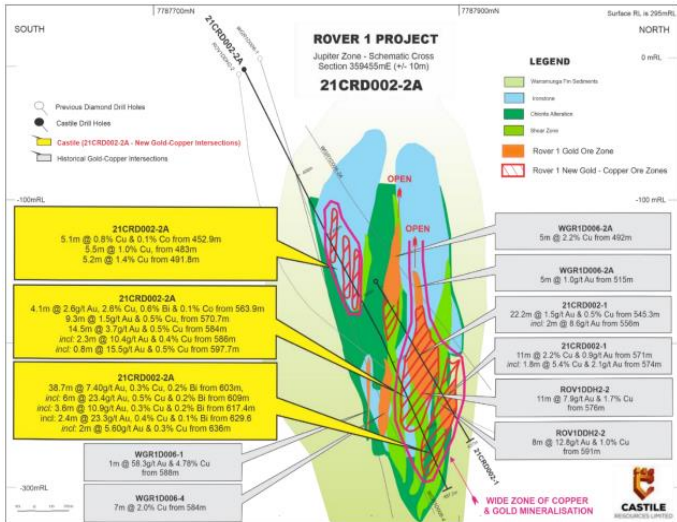 7787700mN
7787900mN
Surface RL is 295mRL
SOUTH
NORTH
21CRD002-2A
ROV1DDH2-2
WGR1D006-1
ROVER 1 PROJECT
Jupiter Zone - Schematic Cross
Section 359455mE (+/- 10m)
21CRD002-2A
0 mRL
LEGEND
Warramunga Fm Sediments
Ironstone
Chlorite Alteration
Shear Zone
Rover 1 Gold Ore Zone
Rover 1 New Gold - Copper Ore Zones
Previous Diamond Drill Holes
Castile Drill Holes
Castile (21CRD002-2A - New Gold-Copper Intersections)
Historical Gold-Copper Intersections
OPEN
OPEN
-100mRL
-100 mRL
21CRD002-2A
5.1m @ 0.8% Cu & 0.1% Co from 452.9m
5.5m @ 1.0% Cu, from 483m
5.2m @ 1.4% Cu, from 491.8m
21CRD002-2A
4.1m @ 2.6g/t Au, 2.6% Cu, 0.6% Bi & 0.1% Co from 563.9m
9.3m @ 1.5g/t Au & 0.5% Cu, from 570.7m
14.5m @ 3.7g/t Au & 0.5% Cu from 584m
incl: 2.3m @ 10.4g/t Au & 0.4% Cu from 586m
incl: 0.8m @ 15.5g/t Au & 0.5% Cu from 597.7m
21CRD002-2A
38.7m @ 7.40g/t Au, 0.3% Cu, 0.2% Bi from 603m,
incl: 6m @ 23.4g/t Au, 0.5% Cu & 0.2% Bi from 609m
incl: 3.6m @ 10.9g/t Au, 0.3% Cu & 0.2% Bi from 617.4m
incl: 2.4m @ 23.3g/t Au, 0.4% Cu & 0.1% Bi from 629.6
incl: 2m @ 5.60g/t Au & 0.3% Cu from 636m
WGR1D006-1
1m @ 58.3g/t Au & 4.78% Cu
from 588m
WGR1D006-4
7m @ 2.0% Cu from 584m
WGR1D006-2A
5m @ 2.2% Cu from 492m
WGR1D006-2A
5m @ 1.0g/t Au from 515m
21CRD002-1
22.2m @ 1.5g/t Au & 0.5% Cu from 545.3m
incl: 2m @ 8.6g/t Au from 556m
21CRD002-1
11m @ 2.2% Cu & 0.9g/t Au from 571m
incl: 1.8m @ 5.4% Cu & 2.1g/t Au from 574m
ROV1DDH2-2
11m @ 7.9g/t Au & 1.7% Cu
from 576m
ROV1DDH2-2
8m @ 12.8g/t Au & 1.0% Cu
from 591m
21CRD002-1
-300mRL
WIDE ZONE OF COPPER
& GOLD MINERALISATION
CASTILE
RESOURCES LIMITED